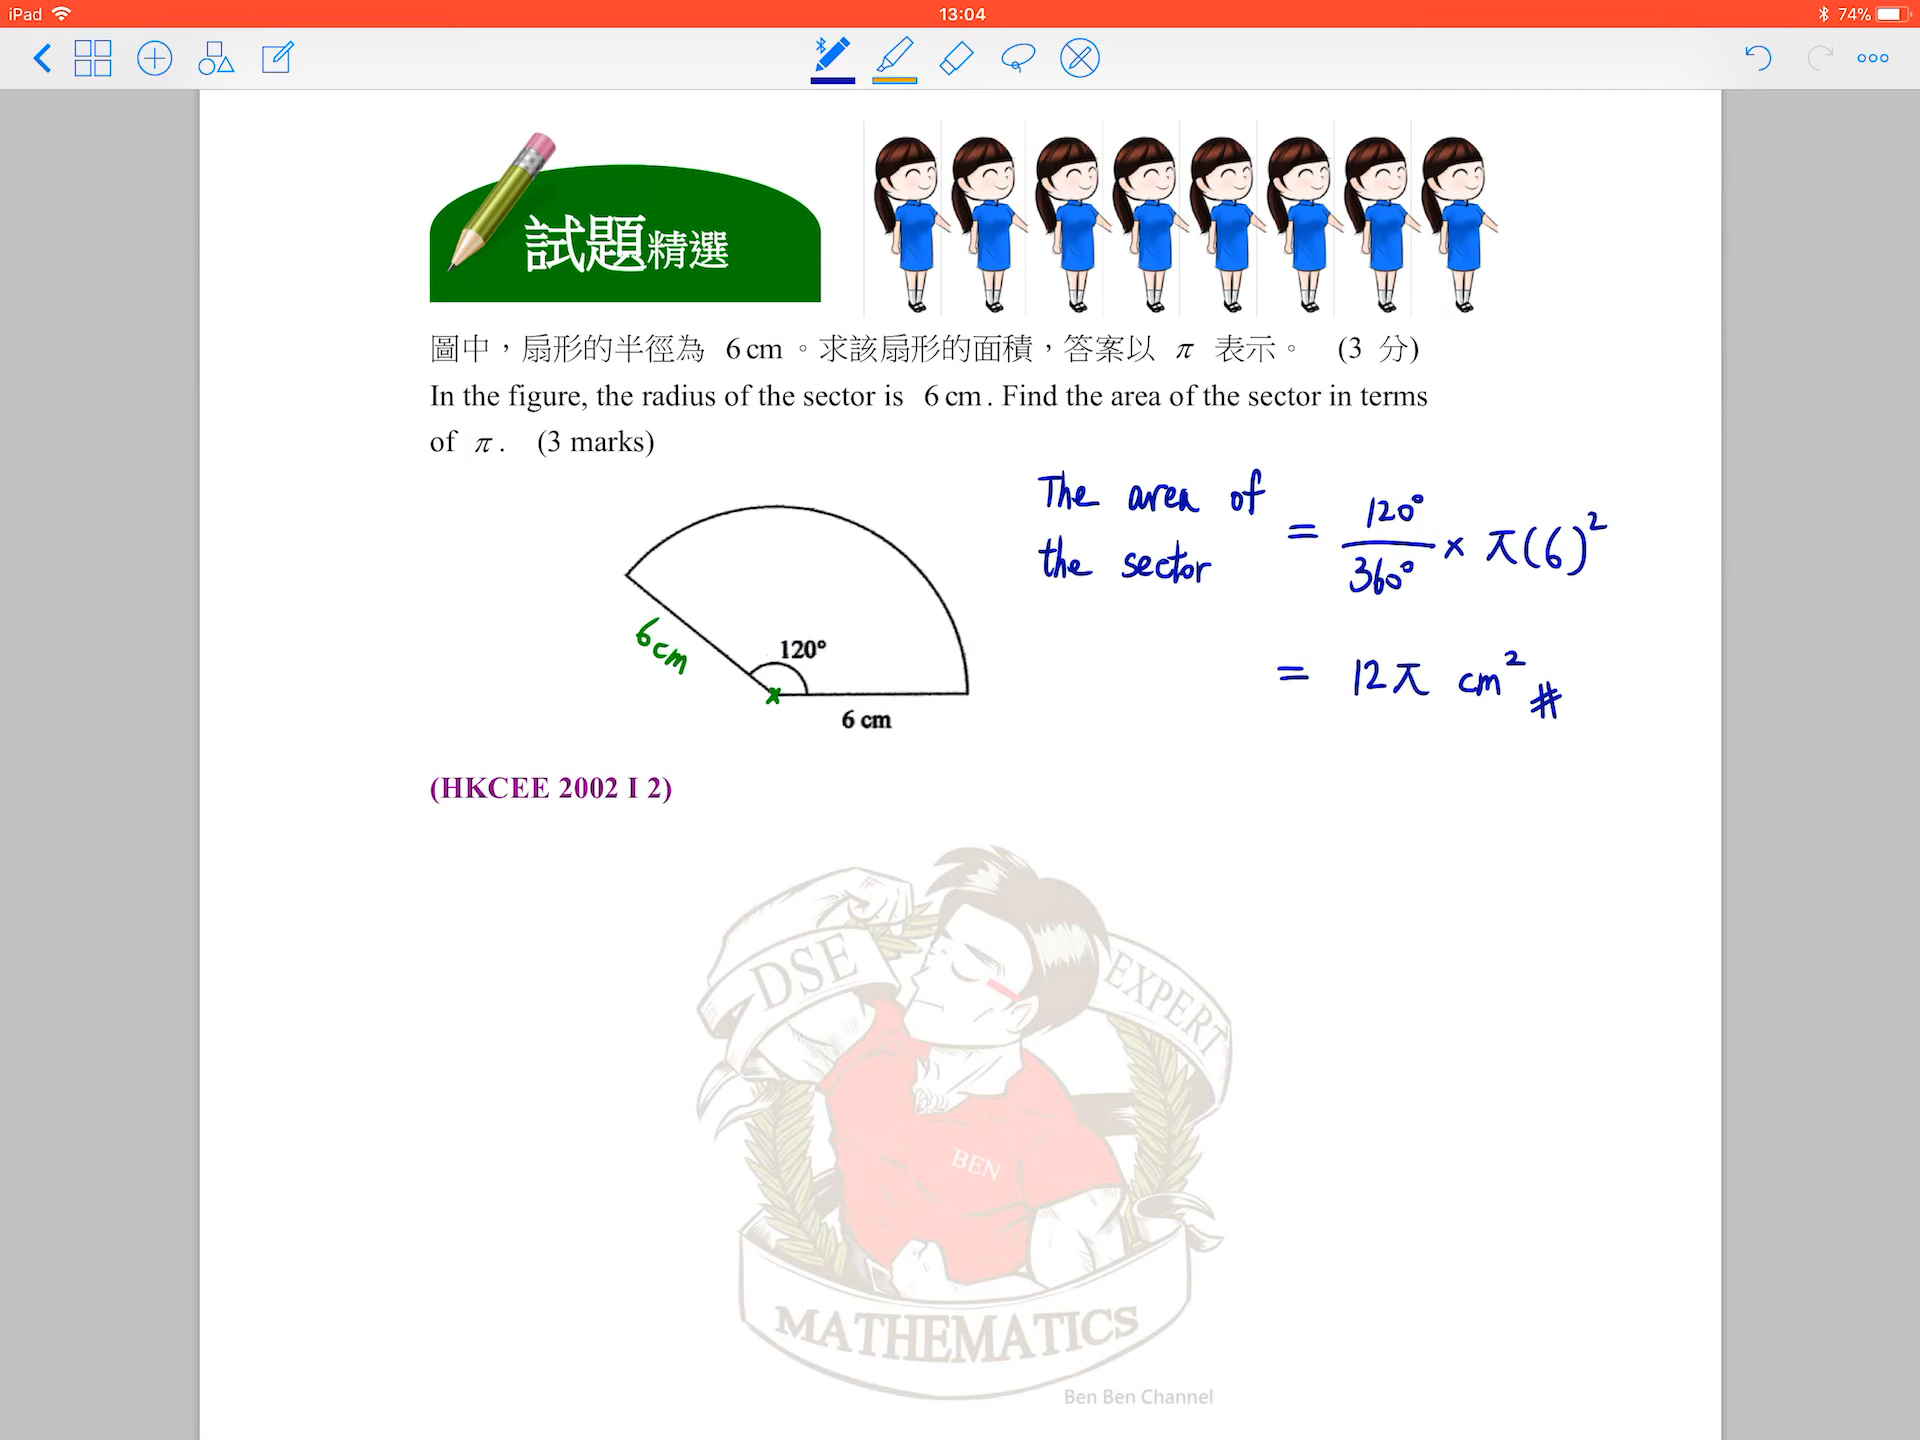 iPad 13:04 74%
試題精選
圖中，扇形的半徑為 6 cm。求該扇形的面積，答案以 π 表示。 (3 分)
In the figure, the radius of the sector is 6 cm. Find the area of the sector in terms
of π. (3 marks)
120°
6 cm
6 cm
The area of
the sector
= 120°/360° × π(6)²
= 12π cm² #
(HKCEE 2002 I 2)
DSE
EXPERT
BEN
MATHEMATICS
Ben Ben Channel